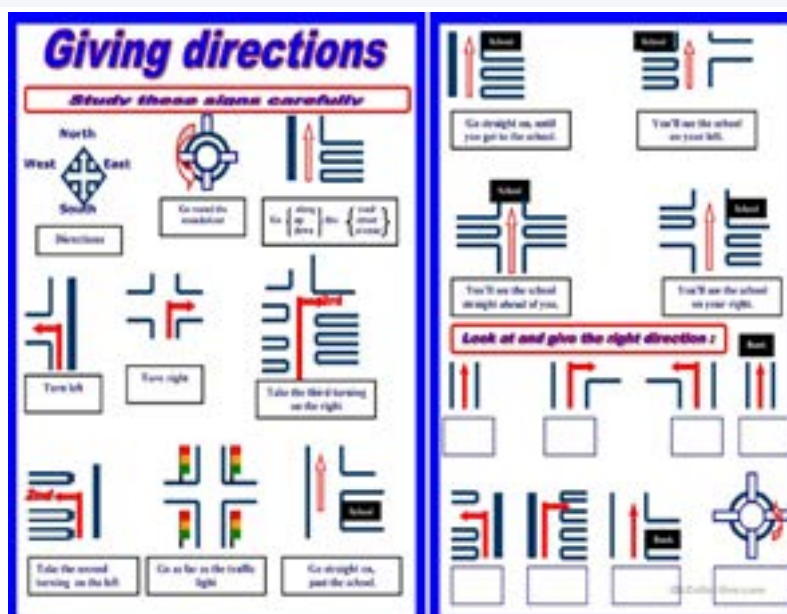 Giving directions
Study these signs carefully
North
West East
South
Directions
Go round the
roundabout
Go along the road
up street
down avenue
Turn left
Turn right
3rd
Take the third turning
on the right
2nd
Take the second
turning on the left
Go as far as the traffic
light
School
Go straight on,
past the school.
School
Go straight on, until
you get to the school.
School
You'll see the school
on your left.
School
You'll see the school
straight ahead of you.
School
You'll see the school
on your right.
Look at and give the right direction :
Bank
Bank